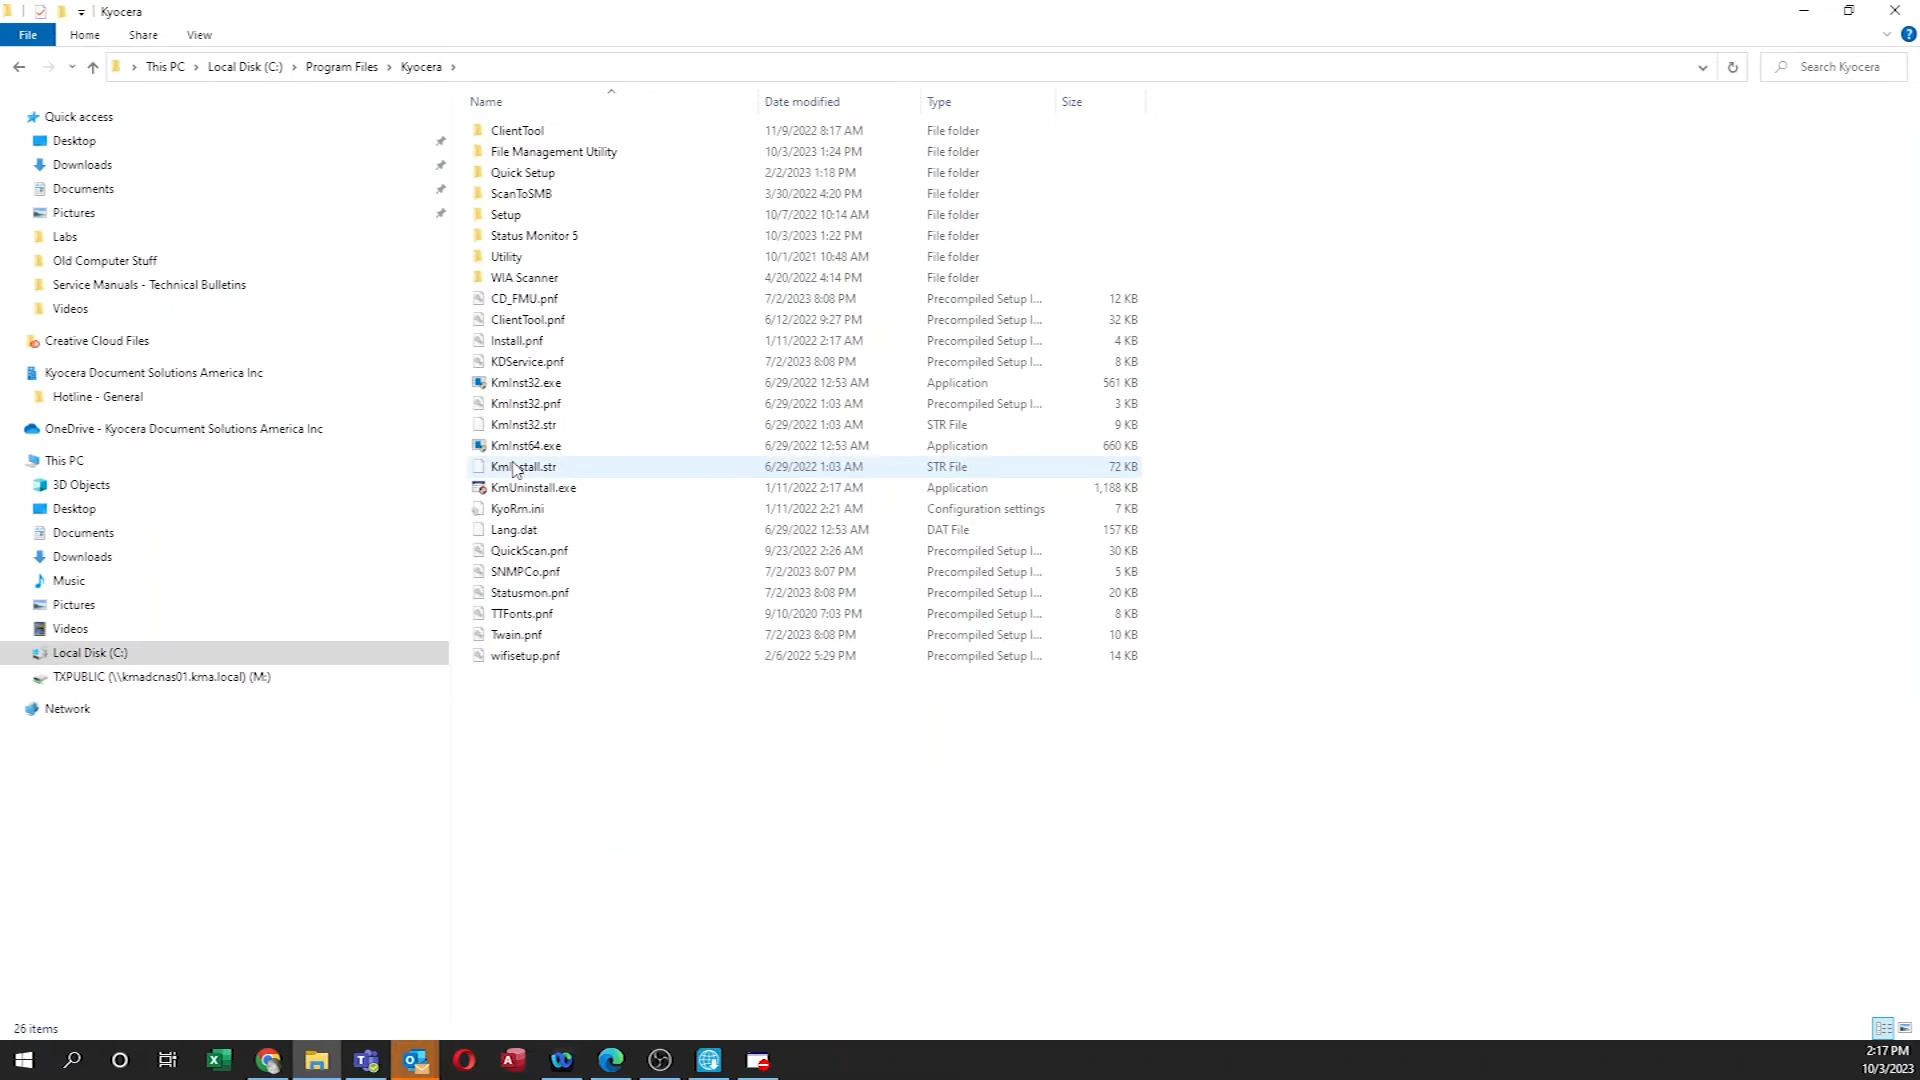 Kyocera
File Home Share View
This PC Local Disk (C:) Program Files Kyocera
Search Kyocera
Quick access
Desktop
Downloads
Documents
Pictures
Labs
Old Computer Stuff
Service Manuals - Technical Bulletins
Videos
Creative Cloud Files
Kyocera Document Solutions America Inc
Hotline - General
OneDrive - Kyocera Document Solutions America Inc
This PC
3D Objects
Desktop
Documents
Downloads
Music
Pictures
Videos
Local Disk (C:)
TXPUBLIC (\\kmadcnas01.kma.local) (M:)
Network
Name Date modified Type Size
ClientTool 11/9/2022 8:17 AM File folder
File Management Utility 10/3/2023 1:24 PM File folder
Quick Setup 2/2/2023 1:18 PM File folder
ScanToSMB 3/30/2022 4:20 PM File folder
Setup 10/7/2022 10:14 AM File folder
Status Monitor 5 10/3/2023 1:22 PM File folder
Utility 10/1/2021 10:48 AM File folder
WIA Scanner 4/20/2022 4:14 PM File folder
CD_FMU.pnf 7/2/2023 8:08 PM Precompiled Setup I... 12 KB
ClientTool.pnf 6/12/2022 9:27 PM Precompiled Setup I... 32 KB
Install.pnf 1/11/2022 2:17 AM Precompiled Setup I... 4 KB
KDService.pnf 7/2/2023 8:08 PM Precompiled Setup I... 8 KB
KmInst32.exe 6/29/2022 12:53 AM Application 561 KB
KmInst32.pnf 6/29/2022 1:03 AM Precompiled Setup I... 3 KB
KmInst32.str 6/29/2022 1:03 AM STR File 9 KB
KmInst64.exe 6/29/2022 12:53 AM Application 660 KB
KmInstall.str 6/29/2022 1:03 AM STR File 72 KB
KmUninstall.exe 1/11/2022 2:17 AM Application 1,188 KB
KyoRm.ini 1/11/2022 2:21 AM Configuration settings 7 KB
Lang.dat 6/29/2022 12:53 AM DAT File 157 KB
QuickScan.pnf 9/23/2022 2:26 AM Precompiled Setup I... 30 KB
SNMPCo.pnf 7/2/2023 8:07 PM Precompiled Setup I... 5 KB
Statusmon.pnf 7/2/2023 8:08 PM Precompiled Setup I... 20 KB
TTFonts.pnf 9/10/2020 7:03 PM Precompiled Setup I... 8 KB
Twain.pnf 7/2/2023 8:08 PM Precompiled Setup I... 10 KB
wifisetup.pnf 2/6/2022 5:29 PM Precompiled Setup I... 14 KB
26 items
2:17 PM
10/3/2023